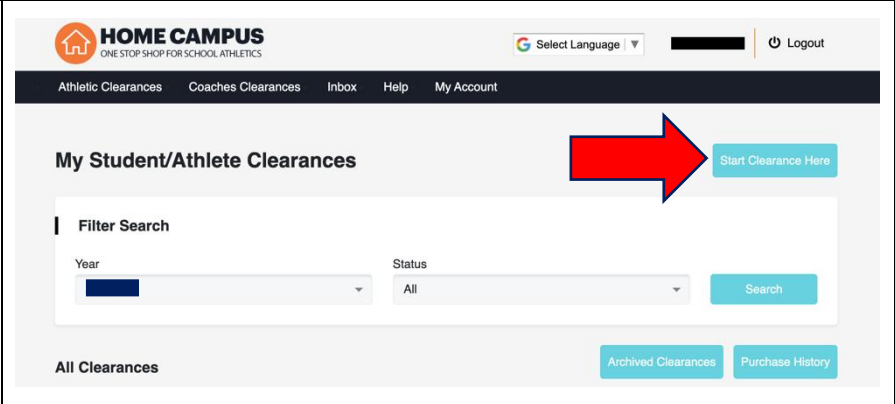 HOME CAMPUS
ONE STOP SHOP FOR SCHOOL ATHLETICS
Select Language ▼
Logout
Athletic Clearances Coaches Clearances Inbox Help My Account
My Student/Athlete Clearances
Start Clearance Here
Filter Search
Year Status
All
Search
All Clearances
Archived Clearances Purchase History